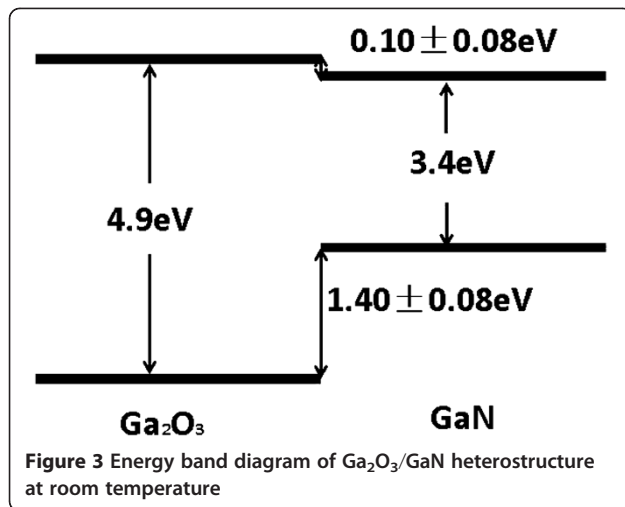 0.10±0.08eV
3.4eV
4.9eV
1.40±0.08eV
Ga₂O₃
GaN
Figure 3 Energy band diagram of Ga₂O₃/GaN heterostructure
at room temperature